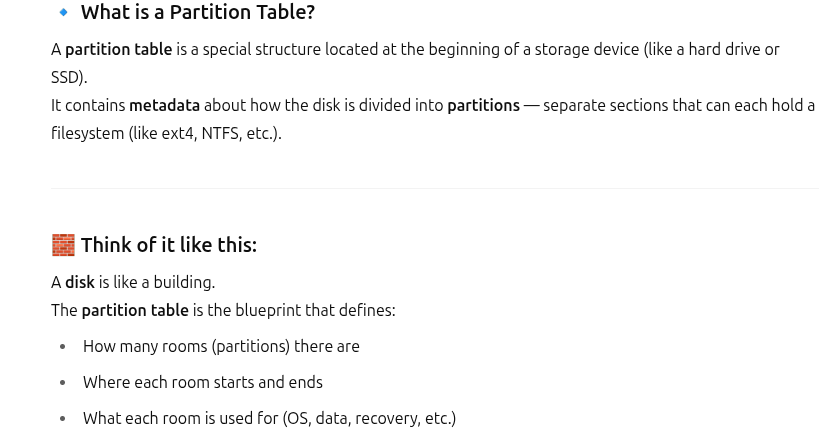 What is a Partition Table?
A partition table is a special structure located at the beginning of a storage device (like a hard drive or
SSD).
It contains metadata about how the disk is divided into partitions — separate sections that can each hold a
filesystem (like ext4, NTFS, etc.).
Think of it like this:
A disk is like a building.
The partition table is the blueprint that defines:
• How many rooms (partitions) there are
• Where each room starts and ends
• What each room is used for (OS, data, recovery, etc.)